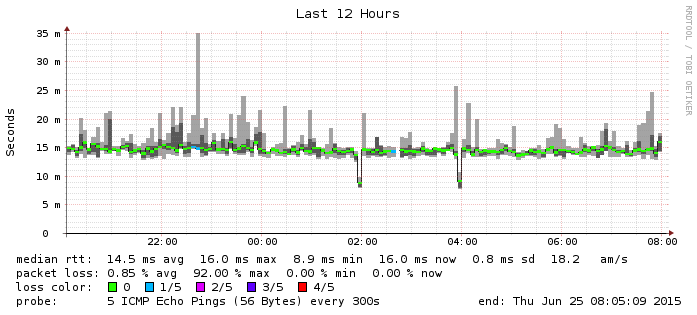 Last 12 Hours
RRDTOOL / TOBI OETIKER
Seconds
35 m
30 m
25 m
20 m
15 m
10 m
5 m
0
22:00 00:00 02:00 04:00 06:00 08:00
median rtt: 14.5 ms avg 16.0 ms max 8.9 ms min 16.0 ms now 0.8 ms sd 18.2 am/s
packet loss: 0.85 % avg 92.00 % max 0.00 % min 0.00 % now
loss color: 0 1/5 2/5 3/5 4/5
probe: 5 ICMP Echo Pings (56 Bytes) every 300s end: Thu Jun 25 08:05:09 2015